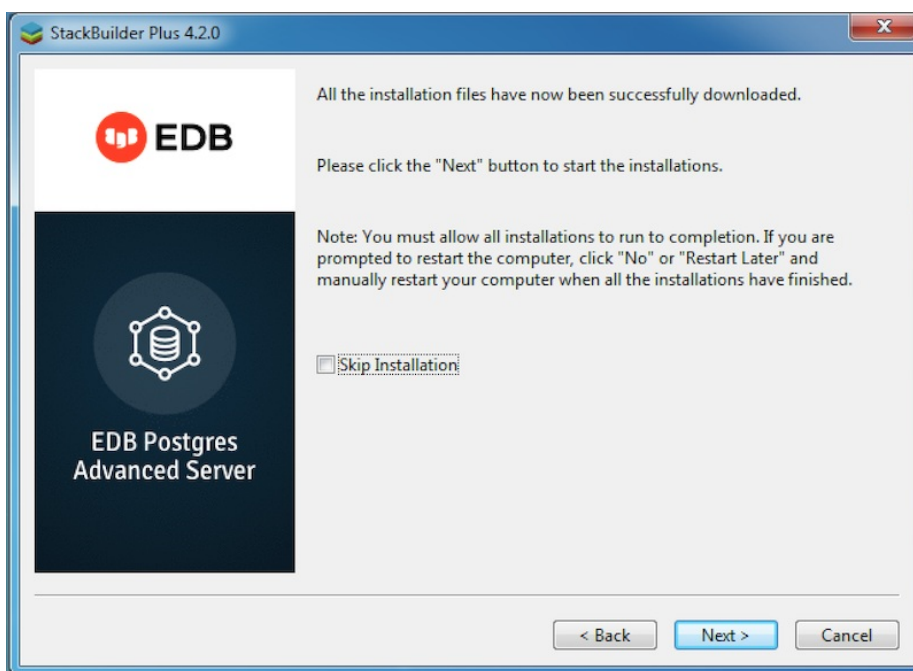 StackBuilder Plus 4.2.0
EDB
EDB Postgres
Advanced Server
All the installation files have now been successfully downloaded.
Please click the "Next" button to start the installations.
Note: You must allow all installations to run to completion. If you are
prompted to restart the computer, click "No" or "Restart Later" and
manually restart your computer when all the installations have finished.
Skip Installation
< Back
Next >
Cancel